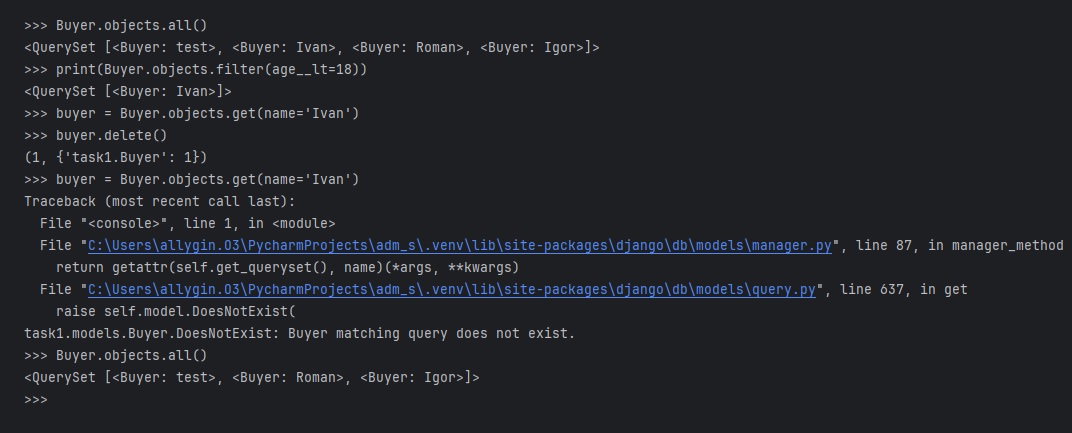 >>> Buyer.objects.all()
<QuerySet [<Buyer: test>, <Buyer: Ivan>, <Buyer: Roman>, <Buyer: Igor>]>
>>> print(Buyer.objects.filter(age__lt=18))
<QuerySet [<Buyer: Ivan>]>
>>> buyer = Buyer.objects.get(name='Ivan')
>>> buyer.delete()
(1, {'task1.Buyer': 1})
>>> buyer = Buyer.objects.get(name='Ivan')
Traceback (most recent call last):
  File "<console>", line 1, in <module>
  File "C:\Users\allygin.O3\PycharmProjects\adm_s\.venv\lib\site-packages\django\db\models\manager.py", line 87, in manager_method
    return getattr(self.get_queryset(), name)(*args, **kwargs)
  File "C:\Users\allygin.O3\PycharmProjects\adm_s\.venv\lib\site-packages\django\db\models\query.py", line 637, in get
    raise self.model.DoesNotExist(
task1.models.Buyer.DoesNotExist: Buyer matching query does not exist.
>>> Buyer.objects.all()
<QuerySet [<Buyer: test>, <Buyer: Roman>, <Buyer: Igor>]>
>>>